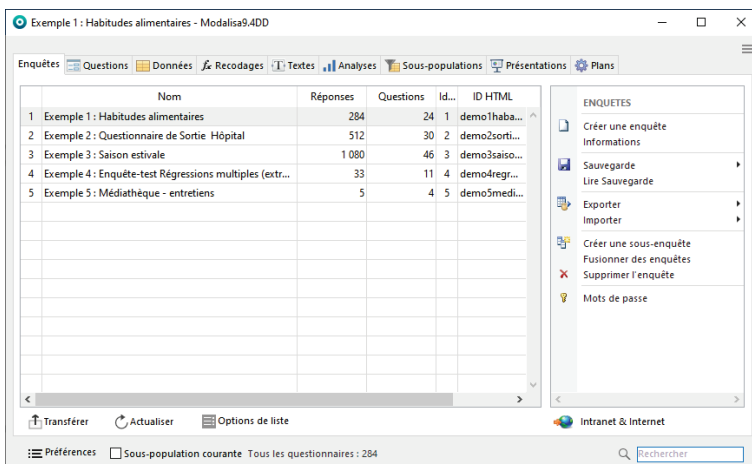 Exemple 1 : Habitudes alimentaires - Modalisa9.4DD
Enquêtes Questions Données fx Recodages Textes Analyses Sous-populations Présentations Plans
Nom Réponses Questions Id... ID HTML
1 Exemple 1 : Habitudes alimentaires 284 24 1 demo1haba...
2 Exemple 2 : Questionnaire de Sortie Hôpital 512 30 2 demo2sorti...
3 Exemple 3 : Saison estivale 1 080 46 3 demo3saiso...
4 Exemple 4 : Enquête-test Régressions multiples (extr... 33 11 4 demo4regr...
5 Exemple 5 : Médiathèque - entretiens 5 4 5 demo5medi...
ENQUETES
Créer une enquête
Informations
Sauvegarde
Lire Sauvegarde
Exporter
Importer
Créer une sous-enquête
Fusionner des enquêtes
Supprimer l'enquête
Mots de passe
Transférer Actualiser Options de liste Intranet & Internet
Préférences Sous-population courante Tous les questionnaires : 284 Rechercher